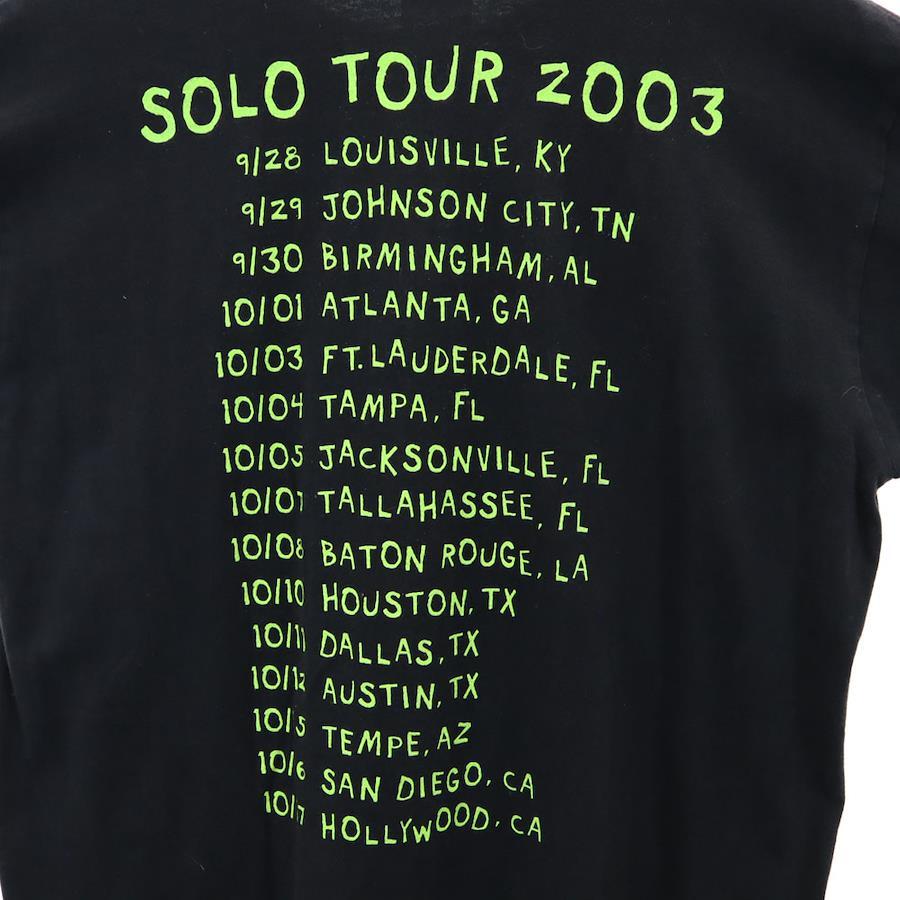 SOLO TOUR 2003
9/28 LOUISVILLE, KY
9/29 JOHNSON CITY, TN
9/30 BIRMINGHAM, AL
10/01 ATLANTA, GA
10/03 FT. LAUDERDALE, FL
10/04 TAMPA, FL
10/05 JACKSONVILLE, FL
10/07 TALLAHASSEE, FL
10/08 BATON ROUGE, LA
10/10 HOUSTON, TX
10/11 DALLAS, TX
10/12 AUSTIN, TX
10/15 TEMPE, AZ
10/16 SAN DIEGO, CA
10/17 HOLLYWOOD, CA